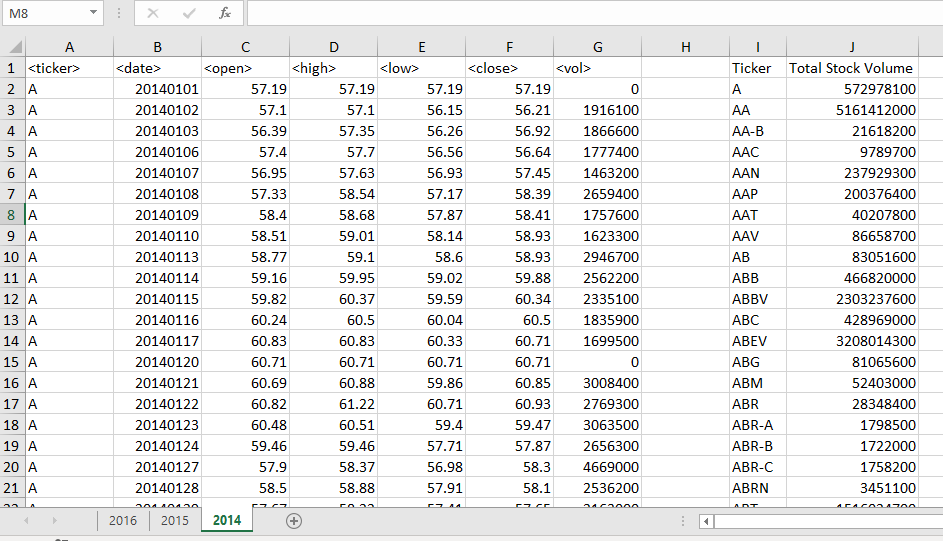 M8 fx
A B C D E F G H I J
1 <ticker> <date> <open> <high> <low> <close> <vol> Ticker Total Stock Volume
2 A 20140101 57.19 57.19 57.19 57.19 0 A 572978100
3 A 20140102 57.1 57.1 56.15 56.21 1916100 AA 5161412000
4 A 20140103 56.39 57.35 56.26 56.92 1866600 AA-B 21618200
5 A 20140106 57.4 57.7 56.56 56.64 1777400 AAC 9789700
6 A 20140107 56.95 57.63 56.93 57.45 1463200 AAN 237929300
7 A 20140108 57.33 58.54 57.17 58.39 2659400 AAP 200376400
8 A 20140109 58.4 58.68 57.87 58.41 1757600 AAT 40207800
9 A 20140110 58.51 59.01 58.14 58.93 1623300 AAV 86658700
10 A 20140113 58.77 59.1 58.6 58.93 2946700 AB 83051600
11 A 20140114 59.16 59.95 59.02 59.88 2562200 ABB 466820000
12 A 20140115 59.82 60.37 59.59 60.34 2335100 ABBV 2303237600
13 A 20140116 60.24 60.5 60.04 60.5 1835900 ABC 428969000
14 A 20140117 60.83 60.83 60.33 60.71 1699500 ABEV 3208014300
15 A 20140120 60.71 60.71 60.71 60.71 0 ABG 81065600
16 A 20140121 60.69 60.88 59.86 60.85 3008400 ABM 52403000
17 A 20140122 60.82 61.22 60.71 60.93 2769300 ABR 28348400
18 A 20140123 60.48 60.51 59.4 59.47 3063500 ABR-A 1798500
19 A 20140124 59.46 59.46 57.71 57.87 2656300 ABR-B 1722000
20 A 20140127 57.9 58.37 56.98 58.3 4669000 ABR-C 1758200
21 A 20140128 58.5 58.88 57.91 58.1 2536200 ABRN 3451100
2016 2015 2014